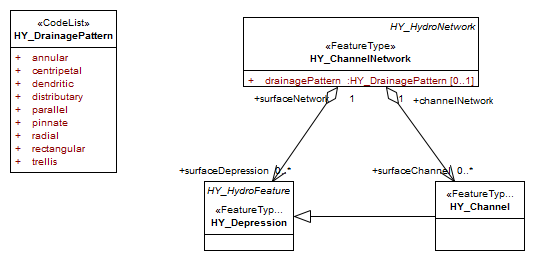 «CodeList»
HY_DrainagePattern
+ annular
+ centripetal
+ dendritic
+ distributary
+ parallel
+ pinnate
+ radial
+ rectangular
+ trellis
HY_HydroNetwork
«FeatureType»
HY_ChannelNetwork
+ drainagePattern :HY_DrainagePattern [0..1]
+surfaceNetwork 1
1 +channelNetwork
+surfaceDepression 0..*
+surfaceChannel 0..*
HY_HydroFeature
«FeatureTyp...
HY_Depression
«FeatureTyp...
HY_Channel